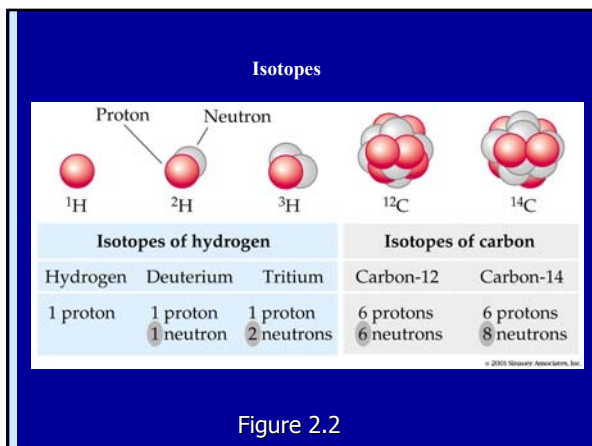 Isotopes
Proton Neutron
¹H ²H ³H ¹²C ¹⁴C
Isotopes of hydrogen Isotopes of carbon
Hydrogen Deuterium Tritium Carbon-12 Carbon-14
1 proton 1 proton 1 proton 6 protons 6 protons
1 neutron 2 neutrons 6 neutrons 8 neutrons
© 2001 Sinauer Associates, Inc
Figure 2.2